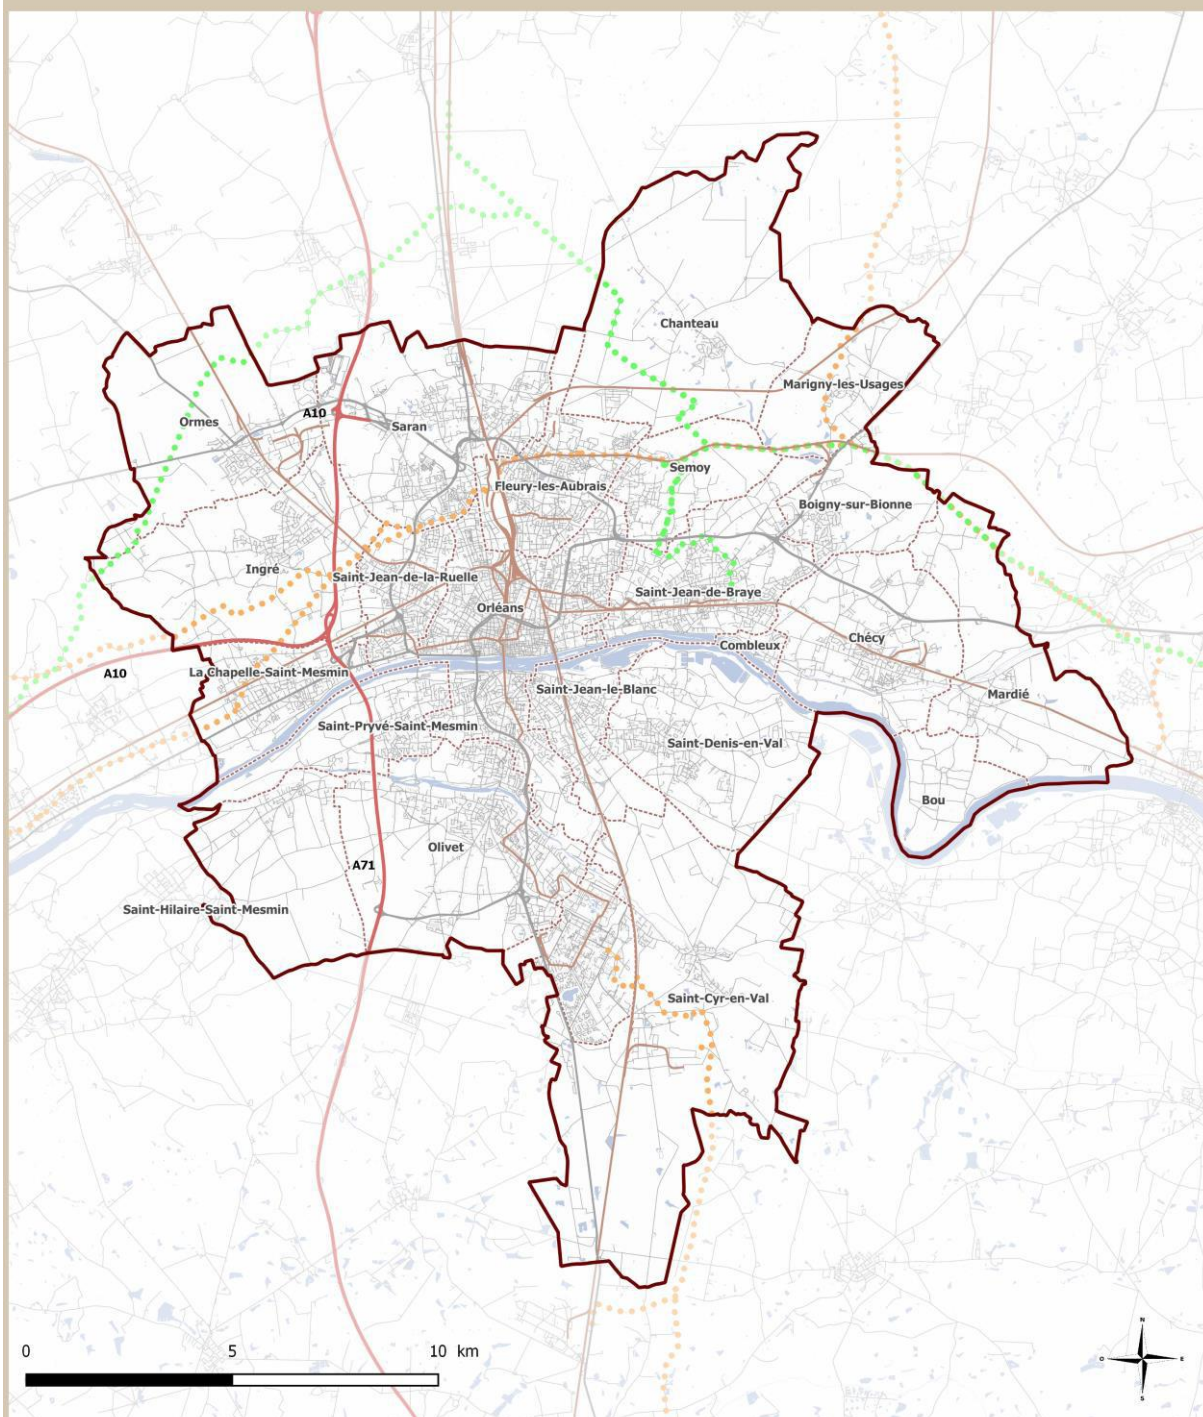 Chanteau
Marigny-les-Usages
A10
Ormes
Saran
Semoy
Fleury-les-Aubrais
Boigny-sur-Bionne
Ingré
Saint-Jean-de-la-Ruelle
Saint-Jean-de-Braye
Orléans
Chécy
Combleux
A10
La Chapelle-Saint-Mesmin
Saint-Jean-le-Blanc
Mardié
Saint-Pryvé-Saint-Mesmin
Saint-Denis-en-Val
Bou
Olivet
A71
Saint-Hilaire-Saint-Mesmin
Saint-Cyr-en-Val
N
O
E
S
0 5 10 km